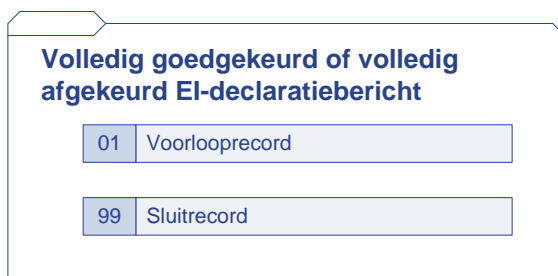 Volledig goedgekeurd of volledig
afgekeurd EI-declaratiebericht
01 Voorlooprecord
99 Sluitrecord